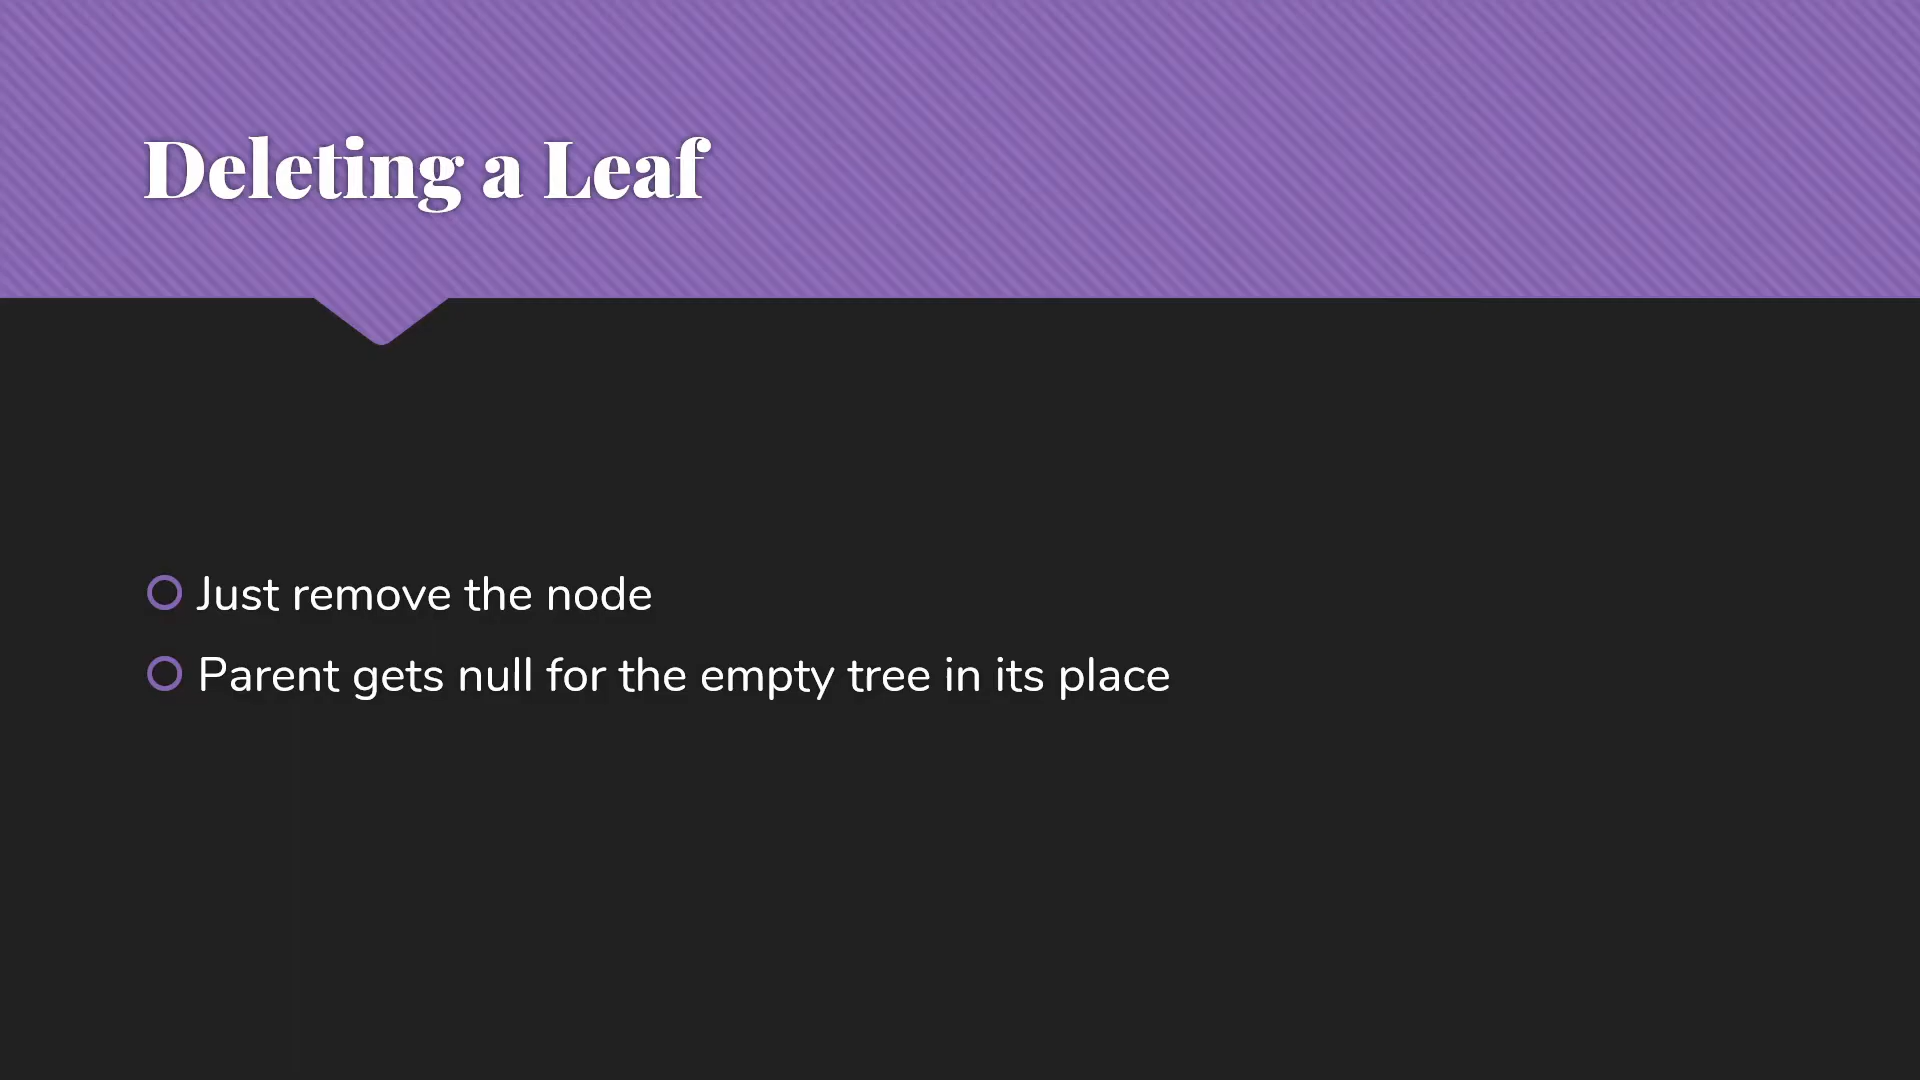 Deleting a Leaf
Just remove the node
Parent gets null for the empty tree in its place